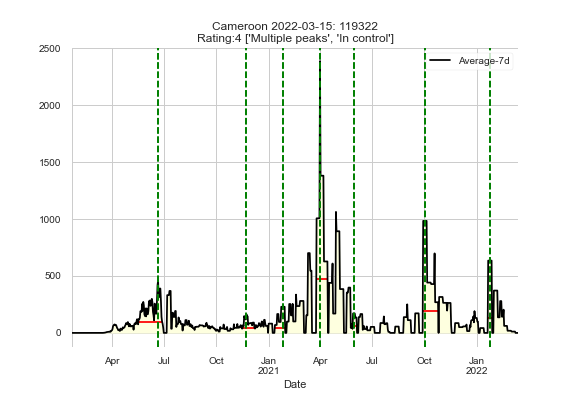 Cameroon 2022-03-15: 119322
Rating:4 ['Multiple peaks', 'In control']
Average-7d
2500
2000
1500
1000
500
0
Apr Jul Oct Jan Apr Jul Oct Jan
2021 2022
Date